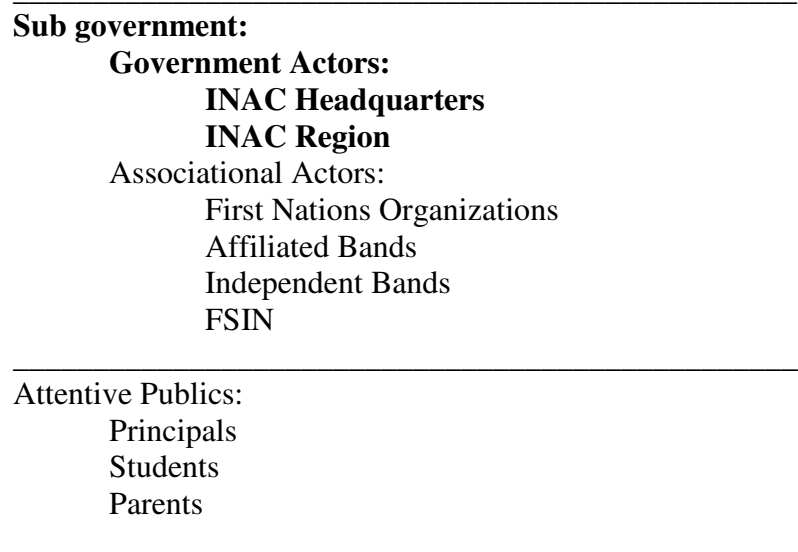 Sub government:
Government Actors:
INAC Headquarters
INAC Region
Associational Actors:
First Nations Organizations
Affiliated Bands
Independent Bands
FSIN
Attentive Publics:
Principals
Students
Parents